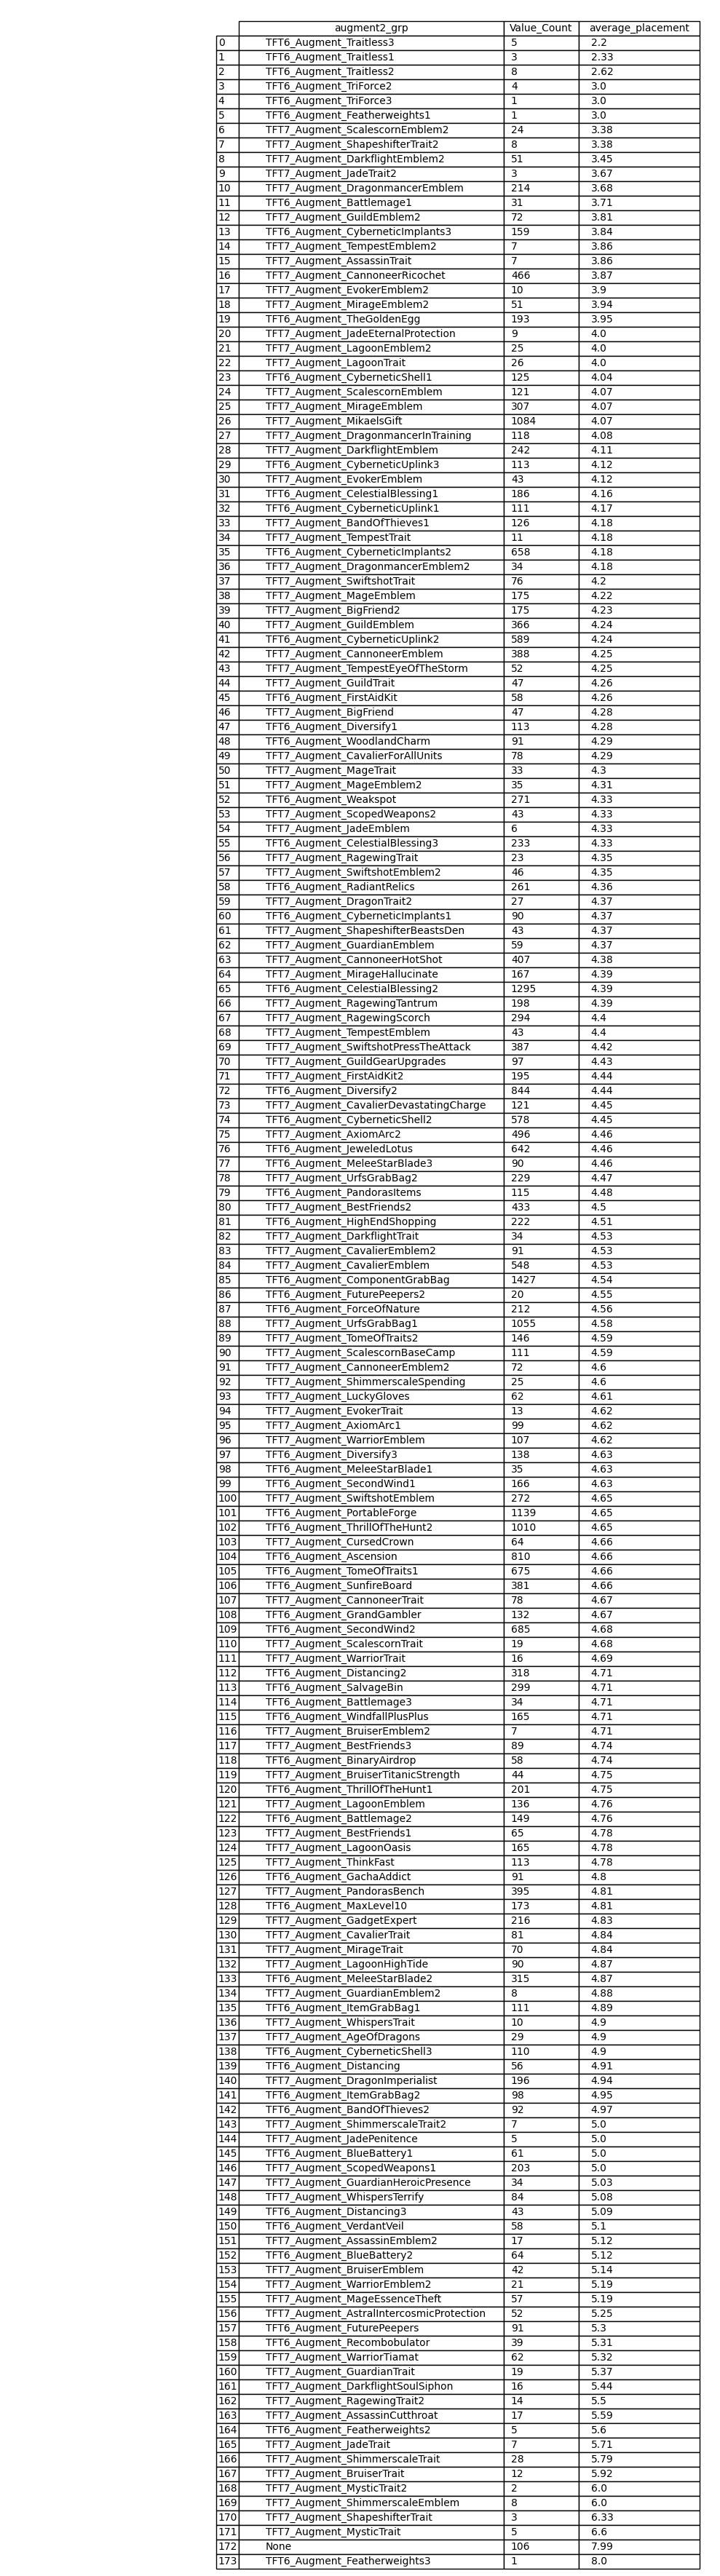 augment2_grp Value_Count average_placement
0 TFT6_Augment_Traitless3 5 2.2
1 TFT6_Augment_Traitless1 3 2.33
2 TFT6_Augment_Traitless2 8 2.62
3 TFT6_Augment_TriForce2 4 3.0
4 TFT6_Augment_TriForce3 1 3.0
5 TFT6_Augment_Featherweights1 1 3.0
6 TFT7_Augment_ScalescornEmblem2 24 3.38
7 TFT7_Augment_ShapeshifterTrait2 8 3.38
8 TFT7_Augment_DarkflightEmblem2 51 3.45
9 TFT7_Augment_JadeTrait2 3 3.67
10 TFT7_Augment_DragonmancerEmblem 214 3.68
11 TFT6_Augment_Battlemage1 31 3.71
12 TFT7_Augment_GuildEmblem2 72 3.81
13 TFT6_Augment_CyberneticImplants3 159 3.84
14 TFT7_Augment_TempestEmblem2 7 3.86
15 TFT7_Augment_AssassinTrait 7 3.86
16 TFT7_Augment_CannoneerRicochet 466 3.87
17 TFT7_Augment_EvokerEmblem2 10 3.9
18 TFT7_Augment_MirageEmblem2 51 3.94
19 TFT6_Augment_TheGoldenEgg 193 3.95
20 TFT7_Augment_JadeEternalProtection 9 4.0
21 TFT7_Augment_LagoonEmblem2 25 4.0
22 TFT7_Augment_LagoonTrait 26 4.0
23 TFT6_Augment_CyberneticShell1 125 4.04
24 TFT7_Augment_ScalescornEmblem 121 4.07
25 TFT7_Augment_MirageEmblem 307 4.07
26 TFT7_Augment_MikaelsGift 1084 4.07
27 TFT7_Augment_DragonmancerInTraining 118 4.08
28 TFT7_Augment_DarkflightEmblem 242 4.11
29 TFT6_Augment_CyberneticUplink3 113 4.12
30 TFT7_Augment_EvokerEmblem 43 4.12
31 TFT6_Augment_CelestialBlessing1 186 4.16
32 TFT6_Augment_CyberneticUplink1 111 4.17
33 TFT7_Augment_BandOfThieves1 126 4.18
34 TFT7_Augment_TempestTrait 11 4.18
35 TFT6_Augment_CyberneticImplants2 658 4.18
36 TFT7_Augment_DragonmancerEmblem2 34 4.18
37 TFT7_Augment_SwiftshotTrait 76 4.2
38 TFT7_Augment_MageEmblem 175 4.22
39 TFT7_Augment_BigFriend2 175 4.23
40 TFT7_Augment_GuildEmblem 366 4.24
41 TFT6_Augment_CyberneticUplink2 589 4.24
42 TFT7_Augment_CannoneerEmblem 388 4.25
43 TFT7_Augment_TempestEyeOfTheStorm 52 4.25
44 TFT7_Augment_GuildTrait 47 4.26
45 TFT6_Augment_FirstAidKit 58 4.26
46 TFT7_Augment_BigFriend 47 4.28
47 TFT6_Augment_Diversify1 113 4.28
48 TFT6_Augment_WoodlandCharm 91 4.29
49 TFT7_Augment_CavalierForAllUnits 78 4.29
50 TFT7_Augment_MageTrait 33 4.3
51 TFT7_Augment_MageEmblem2 35 4.31
52 TFT6_Augment_Weakspot 271 4.33
53 TFT7_Augment_ScopedWeapons2 43 4.33
54 TFT7_Augment_JadeEmblem 6 4.33
55 TFT6_Augment_CelestialBlessing3 233 4.33
56 TFT7_Augment_RagewingTrait 23 4.35
57 TFT7_Augment_SwiftshotEmblem2 46 4.35
58 TFT6_Augment_RadiantRelics 261 4.36
59 TFT7_Augment_DragonTrait2 27 4.37
60 TFT6_Augment_CyberneticImplants1 90 4.37
61 TFT7_Augment_ShapeshifterBeastsDen 43 4.37
62 TFT7_Augment_GuardianEmblem 59 4.37
63 TFT7_Augment_CannoneerHotShot 407 4.38
64 TFT7_Augment_MirageHallucinate 167 4.39
65 TFT6_Augment_CelestialBlessing2 1295 4.39
66 TFT7_Augment_RagewingTantrum 198 4.39
67 TFT7_Augment_RagewingScorch 294 4.4
68 TFT7_Augment_TempestEmblem 43 4.4
69 TFT7_Augment_SwiftshotPressTheAttack 387 4.42
70 TFT7_Augment_GuildGearUpgrades 97 4.43
71 TFT7_Augment_FirstAidKit2 195 4.44
72 TFT6_Augment_Diversify2 844 4.44
73 TFT7_Augment_CavalierDevastatingCharge 121 4.45
74 TFT6_Augment_CyberneticShell2 578 4.45
75 TFT7_Augment_AxiomArc2 496 4.46
76 TFT6_Augment_JeweledLotus 642 4.46
77 TFT6_Augment_MeleeStarBlade3 90 4.46
78 TFT7_Augment_UrfsGrabBag2 229 4.47
79 TFT6_Augment_PandorasItems 115 4.48
80 TFT7_Augment_BestFriends2 433 4.5
81 TFT6_Augment_HighEndShopping 222 4.51
82 TFT7_Augment_DarkflightTrait 34 4.53
83 TFT7_Augment_CavalierEmblem2 91 4.53
84 TFT7_Augment_CavalierEmblem 548 4.53
85 TFT6_Augment_ComponentGrabBag 1427 4.54
86 TFT6_Augment_FuturePeepers2 20 4.55
87 TFT6_Augment_ForceOfNature 212 4.56
88 TFT7_Augment_UrfsGrabBag1 1055 4.58
89 TFT7_Augment_TomeOfTraits2 146 4.59
90 TFT7_Augment_ScalescornBaseCamp 111 4.59
91 TFT7_Augment_CannoneerEmblem2 72 4.6
92 TFT7_Augment_ShimmerscaleSpending 25 4.6
93 TFT7_Augment_LuckyGloves 62 4.61
94 TFT7_Augment_EvokerTrait 13 4.62
95 TFT7_Augment_AxiomArc1 99 4.62
96 TFT7_Augment_WarriorEmblem 107 4.62
97 TFT6_Augment_Diversify3 138 4.63
98 TFT6_Augment_MeleeStarBlade1 35 4.63
99 TFT6_Augment_SecondWind1 166 4.63
100 TFT7_Augment_SwiftshotEmblem 272 4.65
101 TFT6_Augment_PortableForge 1139 4.65
102 TFT6_Augment_ThrillOfTheHunt2 1010 4.65
103 TFT7_Augment_CursedCrown 64 4.66
104 TFT6_Augment_Ascension 810 4.66
105 TFT6_Augment_TomeOfTraits1 675 4.66
106 TFT6_Augment_SunfireBoard 381 4.66
107 TFT7_Augment_CannoneerTrait 78 4.67
108 TFT6_Augment_GrandGambler 132 4.67
109 TFT6_Augment_SecondWind2 685 4.68
110 TFT7_Augment_ScalescornTrait 19 4.68
111 TFT7_Augment_WarriorTrait 16 4.69
112 TFT6_Augment_Distancing2 318 4.71
113 TFT6_Augment_SalvageBin 299 4.71
114 TFT6_Augment_Battlemage3 34 4.71
115 TFT6_Augment_WindfallPlusPlus 165 4.71
116 TFT7_Augment_BruiserEmblem2 7 4.71
117 TFT7_Augment_BestFriends3 89 4.74
118 TFT6_Augment_BinaryAirdrop 58 4.74
119 TFT7_Augment_BruiserTitanicStrength 44 4.75
120 TFT6_Augment_ThrillOfTheHunt1 201 4.75
121 TFT7_Augment_LagoonEmblem 136 4.76
122 TFT6_Augment_Battlemage2 149 4.76
123 TFT7_Augment_BestFriends1 65 4.78
124 TFT7_Augment_LagoonOasis 165 4.78
125 TFT7_Augment_ThinkFast 113 4.78
126 TFT6_Augment_GachaAddict 91 4.8
127 TFT7_Augment_PandorasBench 395 4.81
128 TFT6_Augment_MaxLevel10 173 4.81
129 TFT7_Augment_GadgetExpert 216 4.83
130 TFT7_Augment_CavalierTrait 81 4.84
131 TFT7_Augment_MirageTrait 70 4.84
132 TFT7_Augment_LagoonHighTide 90 4.87
133 TFT6_Augment_MeleeStarBlade2 315 4.87
134 TFT7_Augment_GuardianEmblem2 8 4.88
135 TFT6_Augment_ItemGrabBag1 111 4.89
136 TFT7_Augment_WhispersTrait 10 4.9
137 TFT7_Augment_AgeOfDragons 29 4.9
138 TFT6_Augment_CyberneticShell3 110 4.9
139 TFT6_Augment_Distancing 56 4.91
140 TFT7_Augment_DragonImperialist 196 4.94
141 TFT6_Augment_ItemGrabBag2 98 4.95
142 TFT6_Augment_BandOfThieves2 92 4.97
143 TFT7_Augment_ShimmerscaleTrait2 7 5.0
144 TFT7_Augment_JadePenitence 5 5.0
145 TFT6_Augment_BlueBattery1 61 5.0
146 TFT7_Augment_ScopedWeapons1 203 5.0
147 TFT7_Augment_GuardianHeroicPresence 34 5.03
148 TFT7_Augment_WhispersTerrify 84 5.08
149 TFT6_Augment_Distancing3 43 5.09
150 TFT6_Augment_VerdantVeil 58 5.1
151 TFT7_Augment_AssassinEmblem2 17 5.12
152 TFT6_Augment_BlueBattery2 64 5.12
153 TFT7_Augment_BruiserEmblem 42 5.14
154 TFT7_Augment_WarriorEmblem2 21 5.19
155 TFT7_Augment_MageEssenceTheft 57 5.19
156 TFT7_Augment_AstralIntercosmicProtection 52 5.25
157 TFT6_Augment_FuturePeepers 91 5.3
158 TFT6_Augment_Recombobulator 39 5.31
159 TFT7_Augment_WarriorTiamat 62 5.32
160 TFT7_Augment_GuardianTrait 19 5.37
161 TFT7_Augment_DarkflightSoulSiphon 16 5.44
162 TFT7_Augment_RagewingTrait2 14 5.5
163 TFT7_Augment_AssassinCutthroat 17 5.59
164 TFT6_Augment_Featherweights2 5 5.6
165 TFT7_Augment_JadeTrait 7 5.71
166 TFT7_Augment_ShimmerscaleTrait 28 5.79
167 TFT7_Augment_BruiserTrait 12 5.92
168 TFT7_Augment_MysticTrait2 2 6.0
169 TFT7_Augment_ShimmerscaleEmblem 8 6.0
170 TFT7_Augment_ShapeshifterTrait 3 6.33
171 TFT7_Augment_MysticTrait 5 6.6
172 None 106 7.99
173 TFT6_Augment_Featherweights3 1 8.0